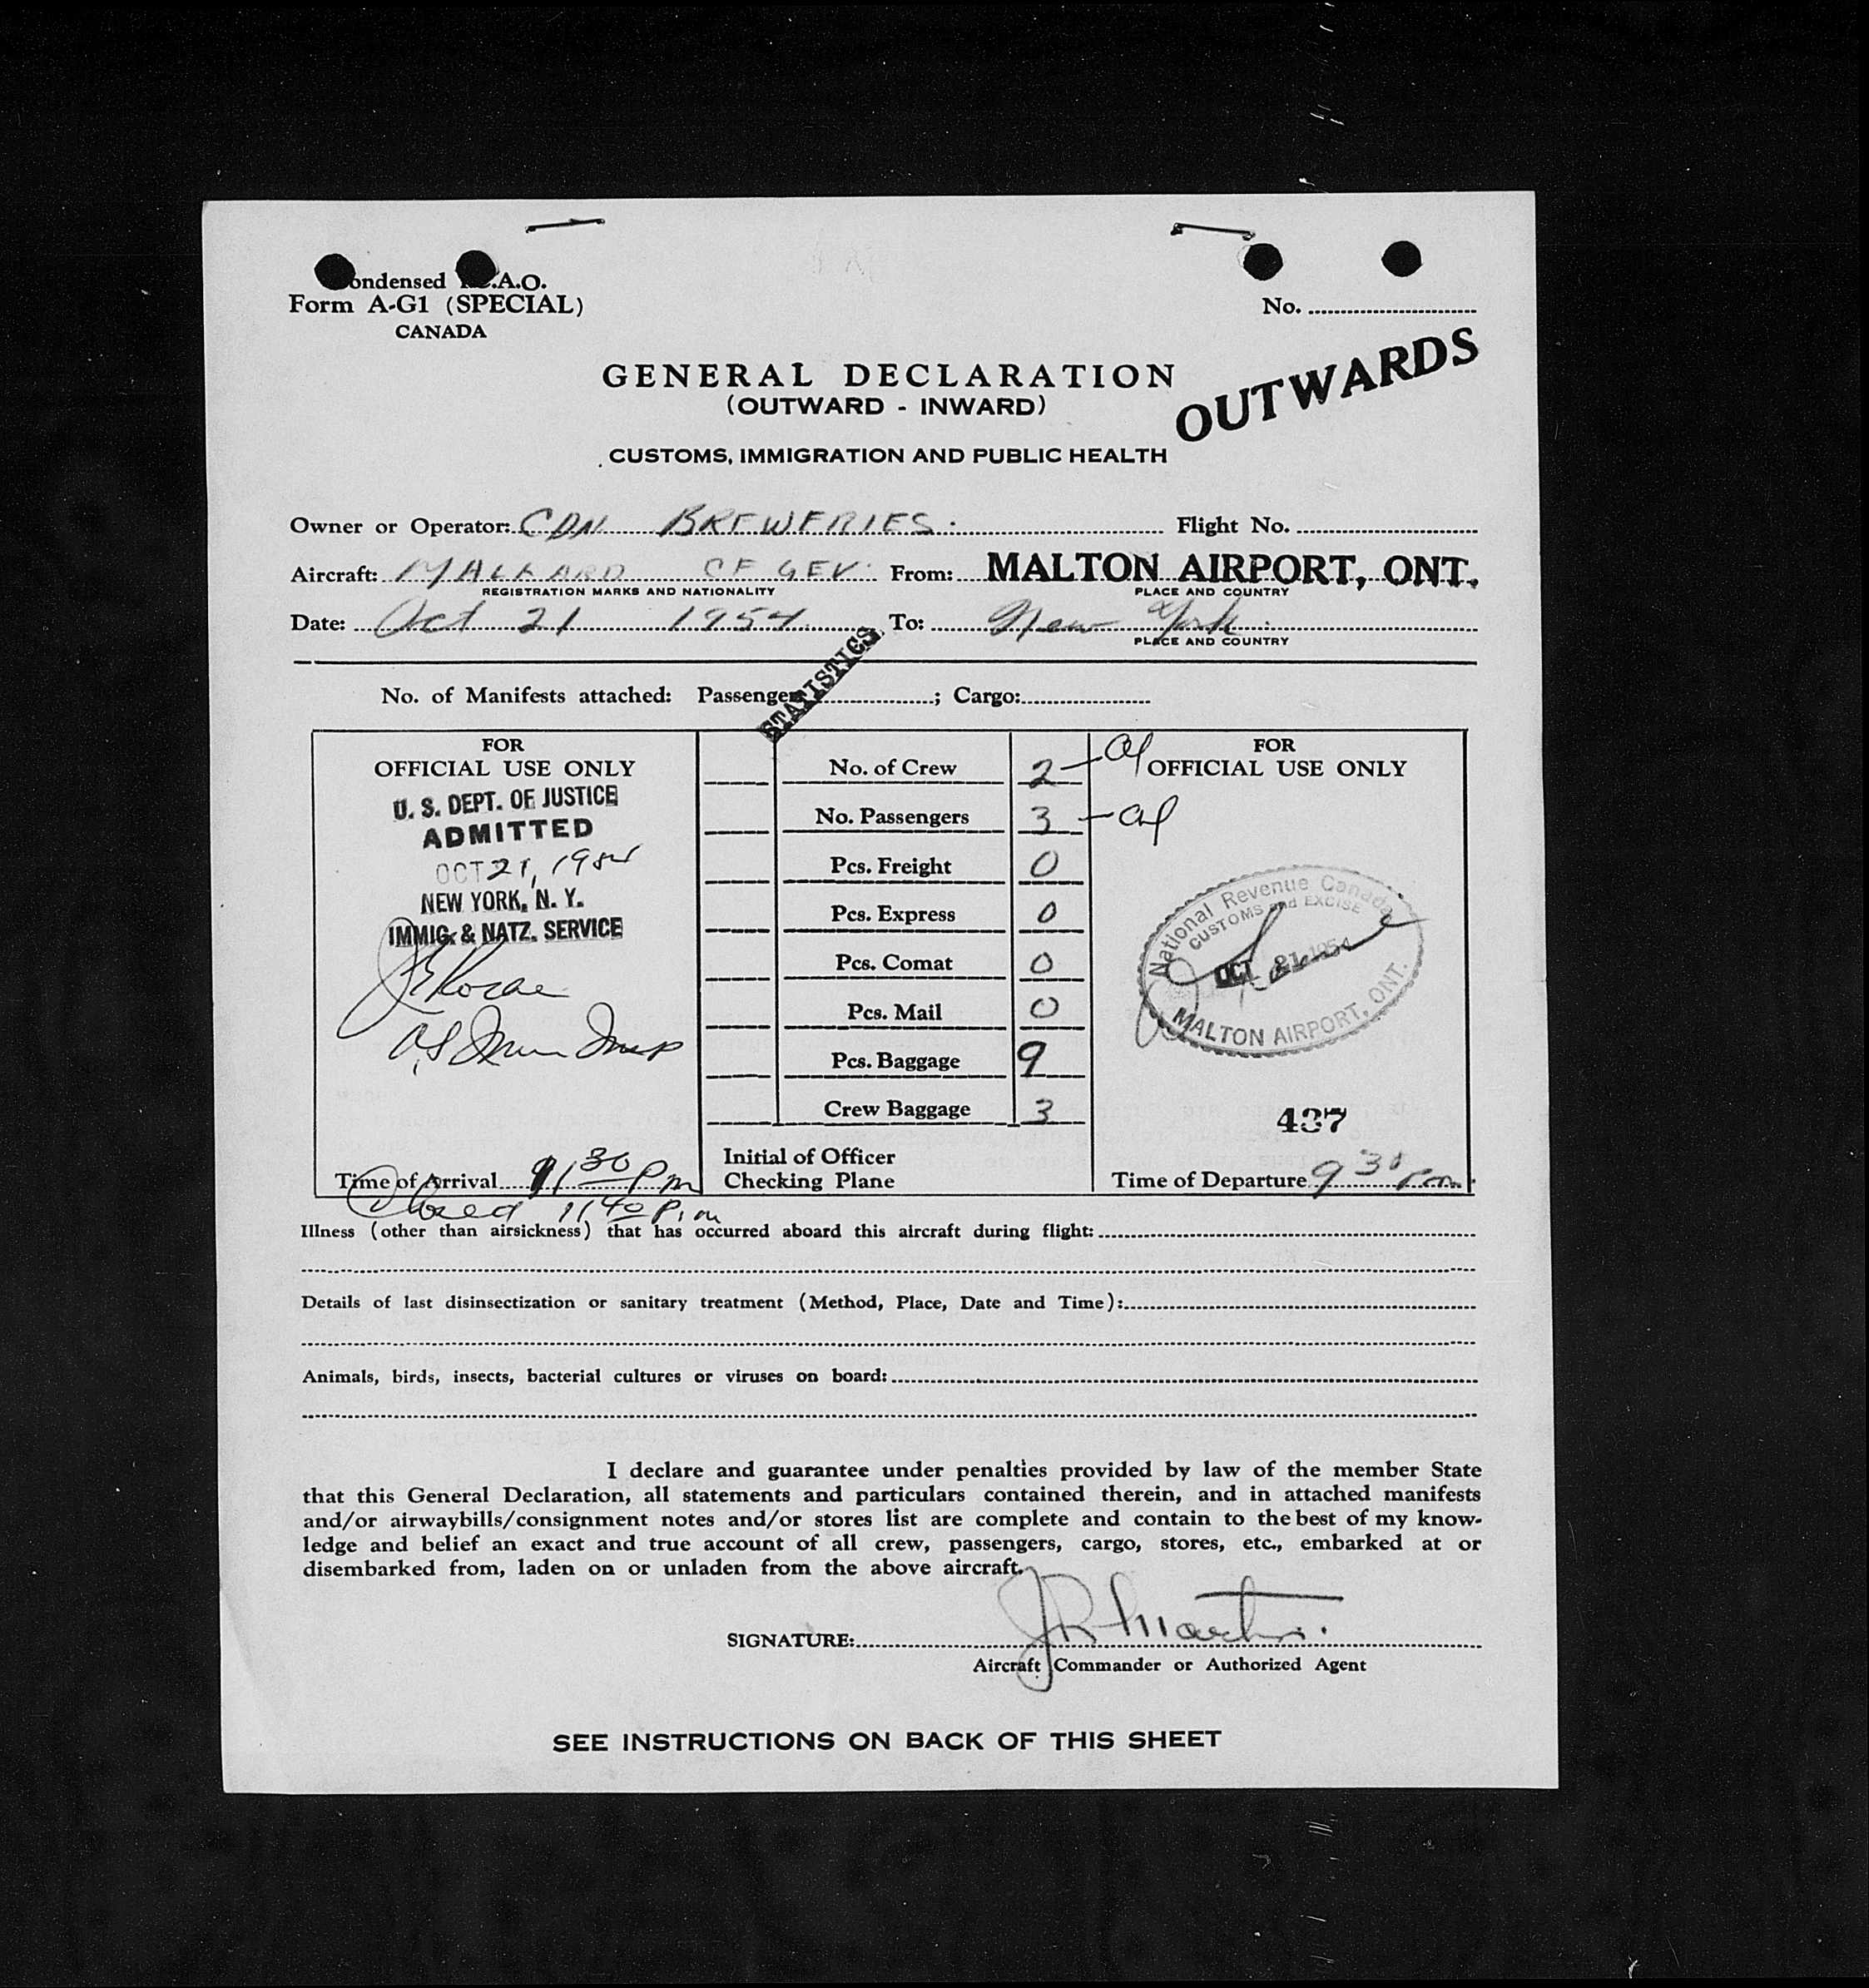 Condensed I.C.A.O.
Form A-G1 (SPECIAL)
CANADA
No.
OUTWARDS
GENERAL DECLARATION
(OUTWARD - INWARD)
CUSTOMS, IMMIGRATION AND PUBLIC HEALTH
Owner or Operator: CDN BREWERIES. Flight No.
Aircraft: MALLARD CF GEV. From: MALTON AIRPORT, ONT.
REGISTRATION MARKS AND NATIONALITY PLACE AND COUNTRY
Date: Oct 21 1954 To: New York.
PLACE AND COUNTRY
STATISTICS
No. of Manifests attached: Passenger ; Cargo:
FOR
OFFICIAL USE ONLY
U. S. DEPT. OF JUSTICE
ADMITTED
OCT 21, 1954
NEW YORK, N. Y.
IMMIG. & NATZ. SERVICE
Time of Arrival 11 30 Pm
Closed 11 40 P.m
No. of Crew 2
No. Passengers 3
Pcs. Freight 0
Pcs. Express 0
Pcs. Comat 0
Pcs. Mail 0
Pcs. Baggage 9
Crew Baggage 3
Initial of Officer
Checking Plane
FOR
OFFICIAL USE ONLY
National Revenue Canada
CUSTOMS and EXCISE
OCT 21 1954
MALTON AIRPORT, ONT.
437
Time of Departure 9 30 pm.
Illness (other than airsickness) that has occurred aboard this aircraft during flight:
Details of last disinsectization or sanitary treatment (Method, Place, Date and Time):
Animals, birds, insects, bacterial cultures or viruses on board:
I declare and guarantee under penalties provided by law of the member State
that this General Declaration, all statements and particulars contained therein, and in attached manifests
and/or airwaybills/consignment notes and/or stores list are complete and contain to the best of my know-
ledge and belief an exact and true account of all crew, passengers, cargo, stores, etc., embarked at or
disembarked from, laden on or unladen from the above aircraft.
SIGNATURE: JR Martin.
Aircraft Commander or Authorized Agent
SEE INSTRUCTIONS ON BACK OF THIS SHEET